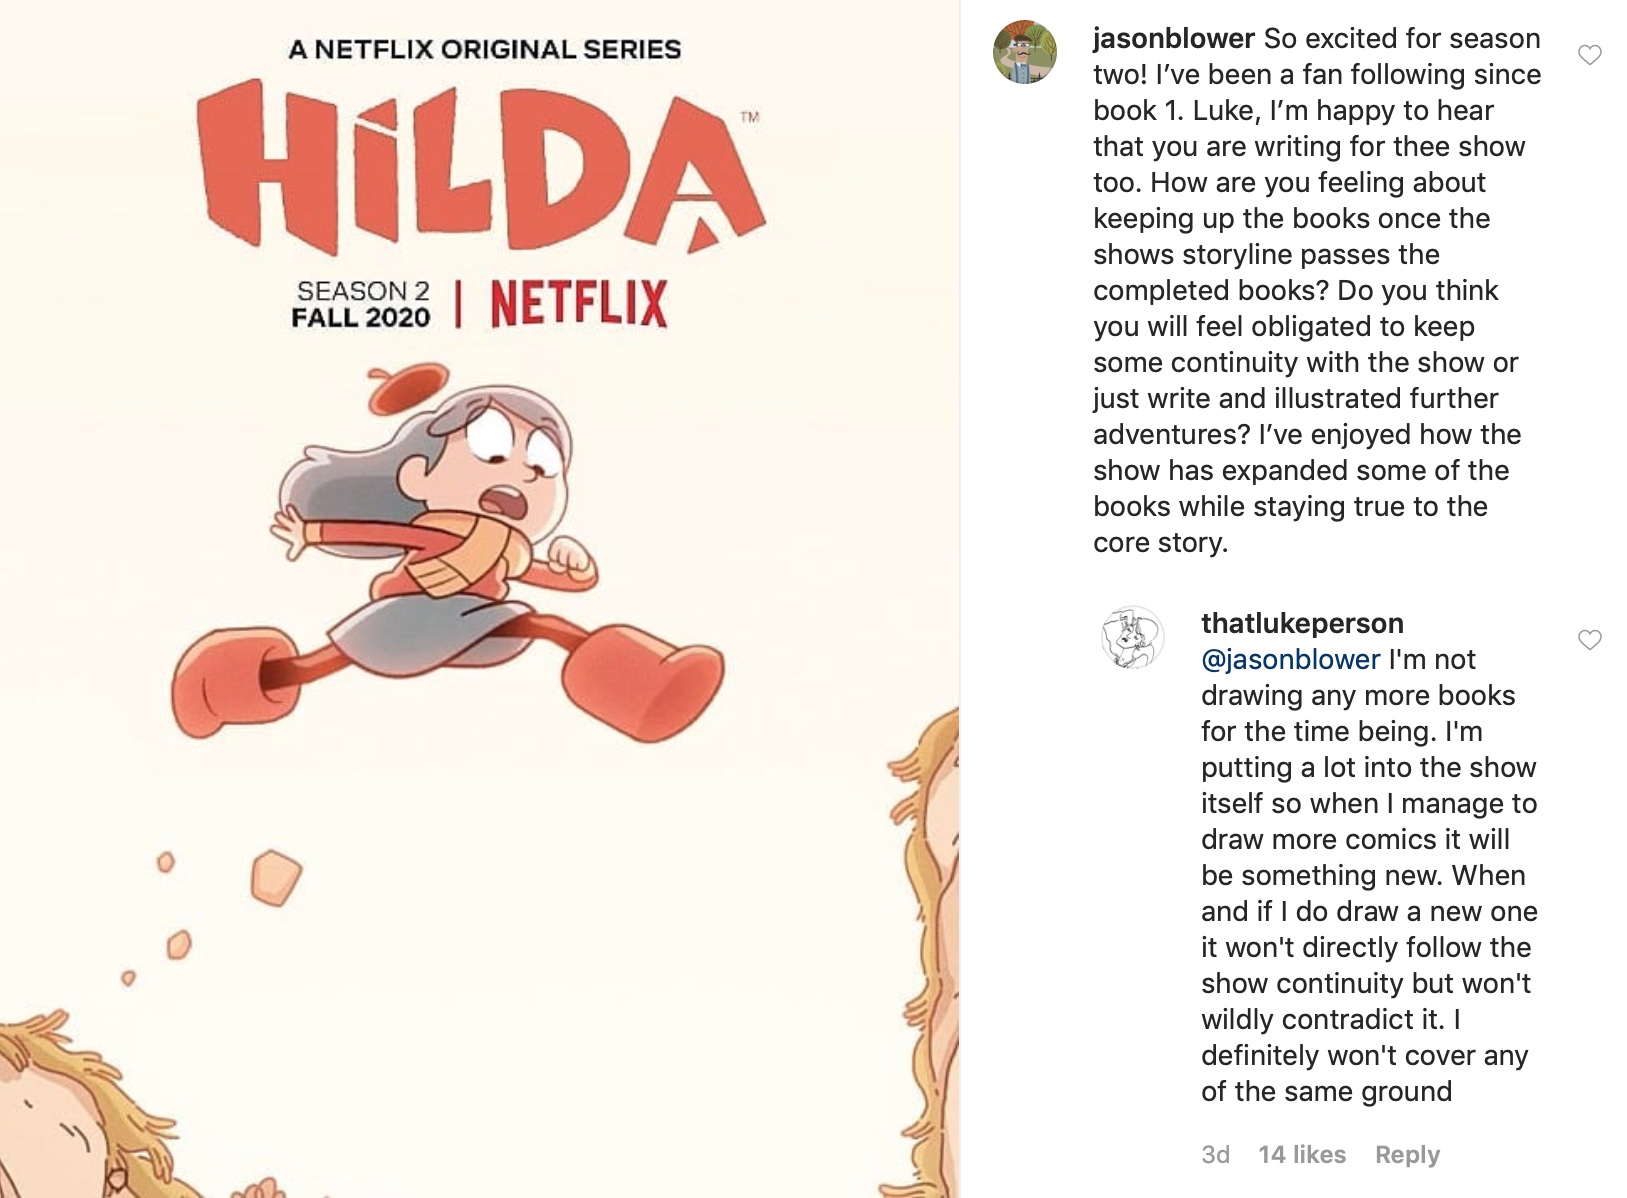 A NETFLIX ORIGINAL SERIES
HiLDA™
SEASON 2
FALL 2020
NETFLIX
jasonblower So excited for season
two! I’ve been a fan following since
book 1. Luke, I’m happy to hear
that you are writing for thee show
too. How are you feeling about
keeping up the books once the
shows storyline passes the
completed books? Do you think
you will feel obligated to keep
some continuity with the show or
just write and illustrated further
adventures? I’ve enjoyed how the
show has expanded some of the
books while staying true to the
core story.
thatlukeperson
@jasonblower I'm not
drawing any more books
for the time being. I'm
putting a lot into the show
itself so when I manage to
draw more comics it will
be something new. When
and if I do draw a new one
it won't directly follow the
show continuity but won't
wildly contradict it. I
definitely won't cover any
of the same ground
3d 14 likes Reply